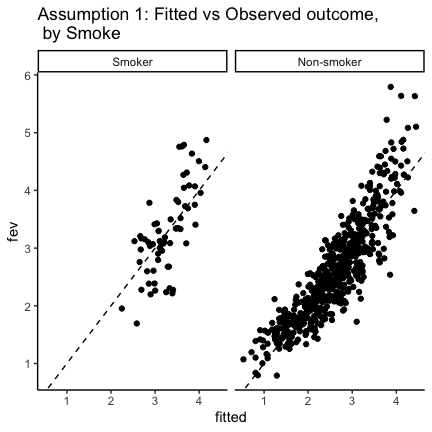 Assumption 1: Fitted vs Observed outcome,
by Smoke
Smoker Non-smoker
6
5
4
3
2
1
fev
1 2 3 4 1 2 3 4
fitted